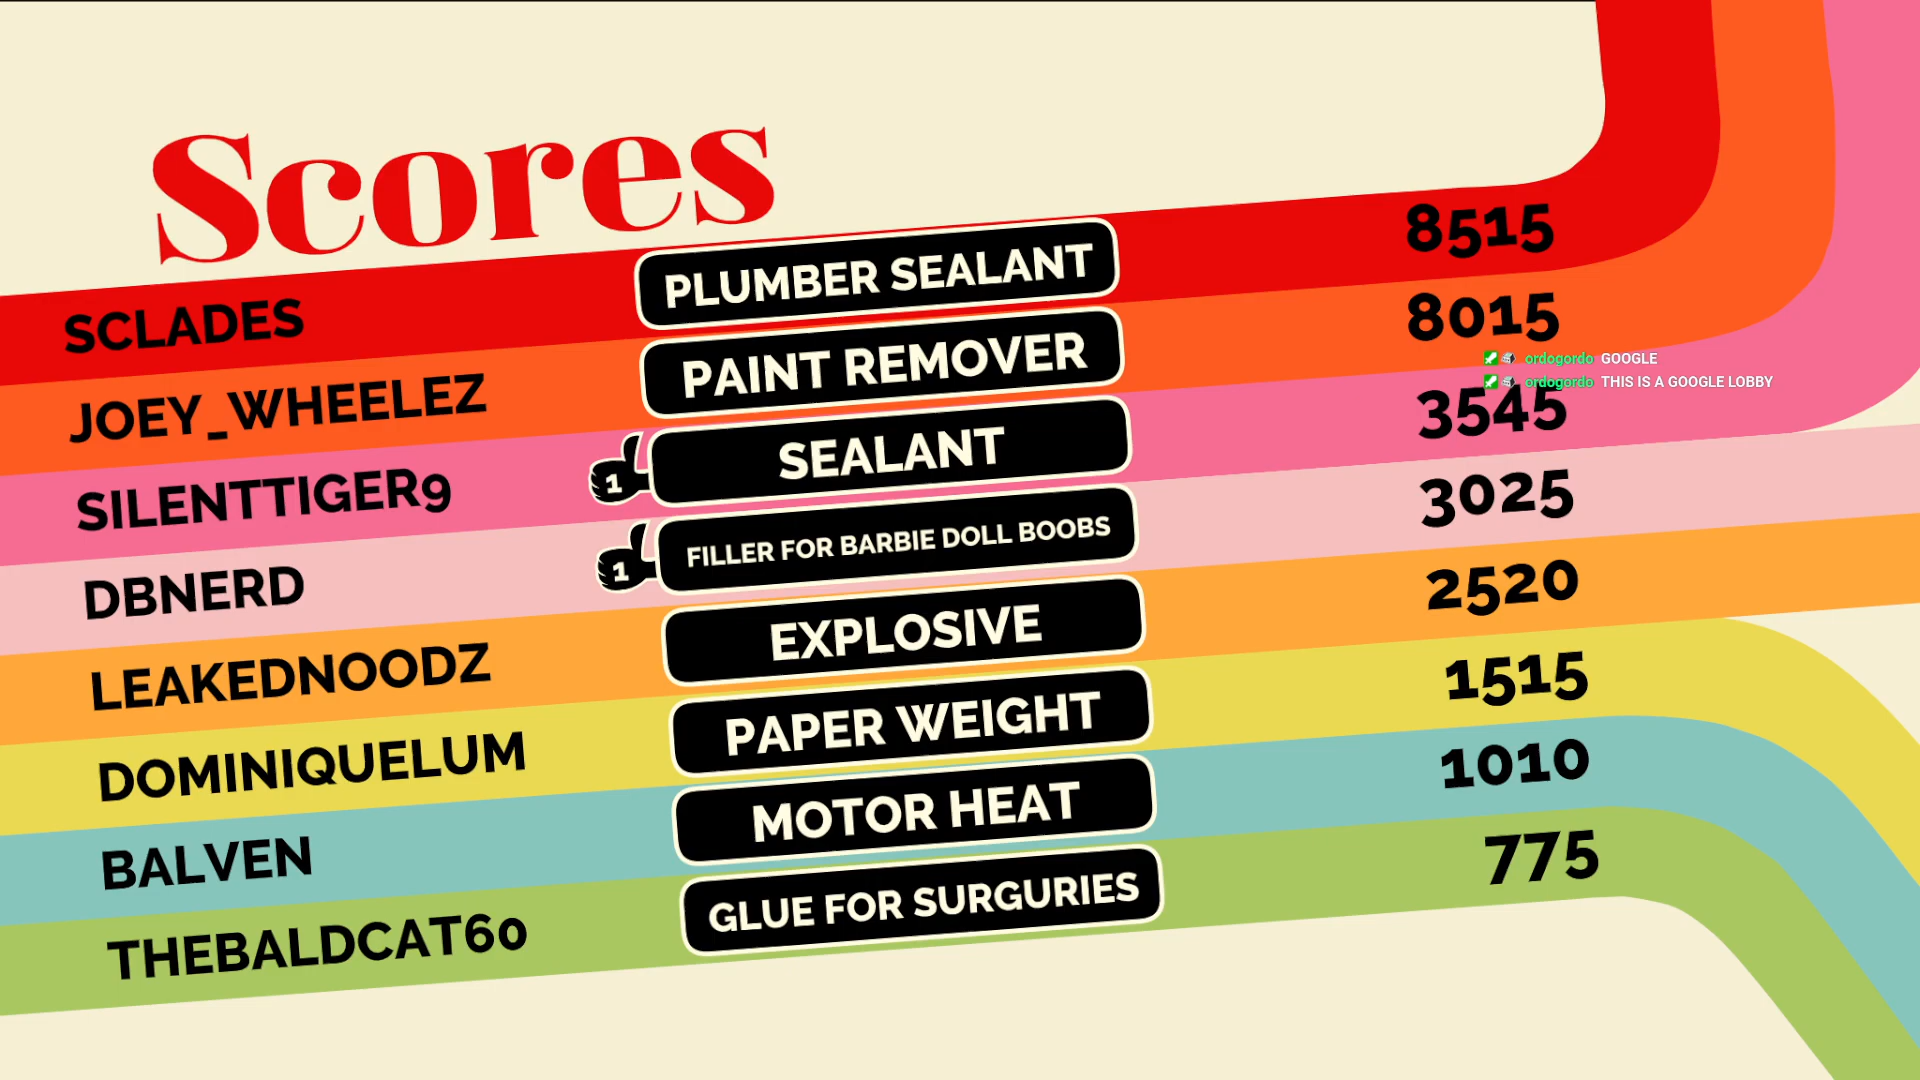 Scores
SCLADES PLUMBER SEALANT 8515
JOEY_WHEELEZ PAINT REMOVER 8015
ordogordo GOOGLE
ordogordo THIS IS A GOOGLE LOBBY
SILENTTIGER9 1 SEALANT 3545
DBNERD 1 FILLER FOR BARBIE DOLL BOOBS 3025
LEAKEDNOODZ EXPLOSIVE 2520
DOMINIQUELUM PAPER WEIGHT 1515
BALVEN MOTOR HEAT 1010
THEBALDCAT60 GLUE FOR SURGURIES 775